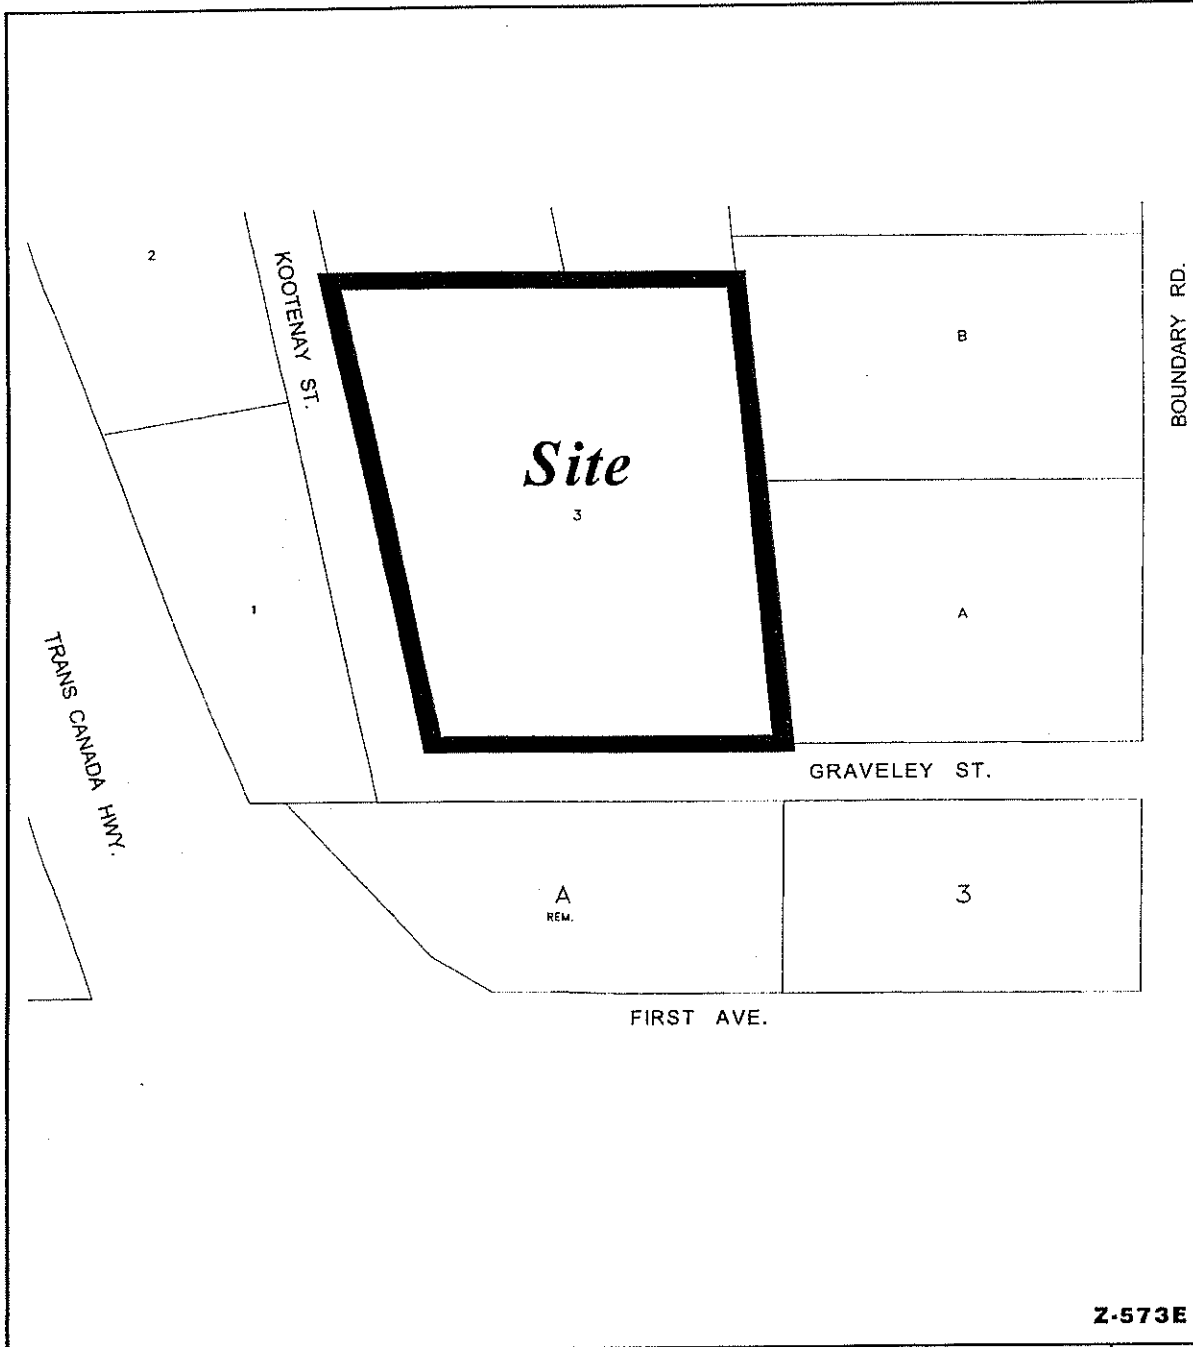 2
KOOTENAY ST.
BOUNDARY RD.
B
Site
3
1
A
TRANS CANADA HWY.
GRAVELEY ST.
A
REM.
3
FIRST AVE.
Z-573E